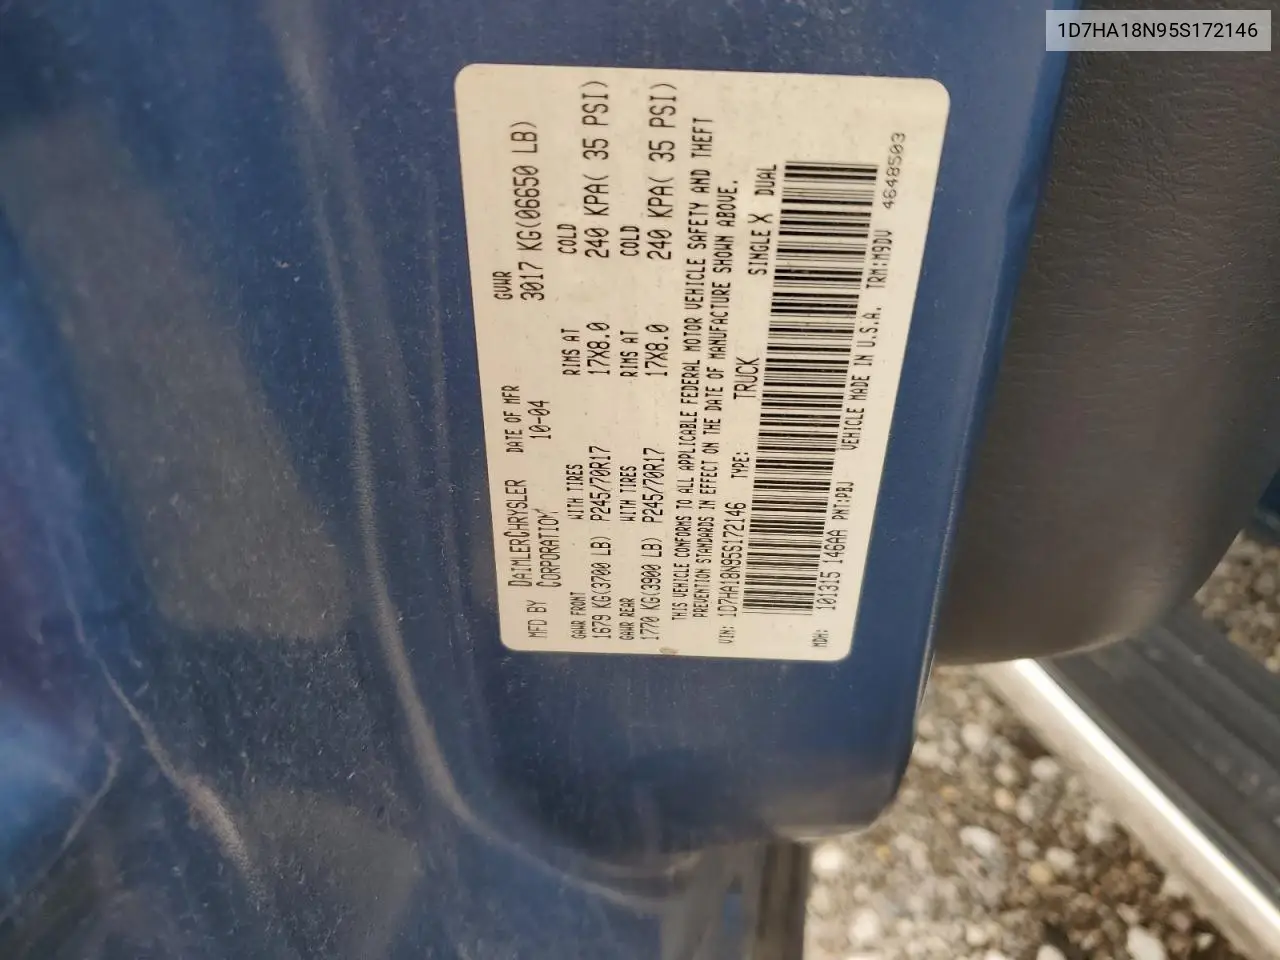 1D7HA18N95S172146
MFD BY DAIMLERCHRYSLER CORPORATION DATE OF MFR 10-04 GVWR 3017 KG(06650 LB)
GAWR FRONT WITH TIRES RIMS AT COLD
1679 KG(3700 LB) P245/70R17 17X8.0 240 KPA( 35 PSI)
GAWR REAR WITH TIRES RIMS AT COLD
1770 KG(3900 LB) P245/70R17 17X8.0 240 KPA( 35 PSI)
THIS VEHICLE CONFORMS TO ALL APPLICABLE FEDERAL MOTOR VEHICLE SAFETY AND THEFT
PREVENTION STANDARDS IN EFFECT ON THE DATE OF MANUFACTURE SHOWN ABOVE.
VIN: 1D7HA18N95S172146 TYPE: TRUCK SINGLE X DUAL
MDH: 101315 146AA PNT:PBJ VEHICLE MADE IN U.S.A. TRM:M9DV
4648503